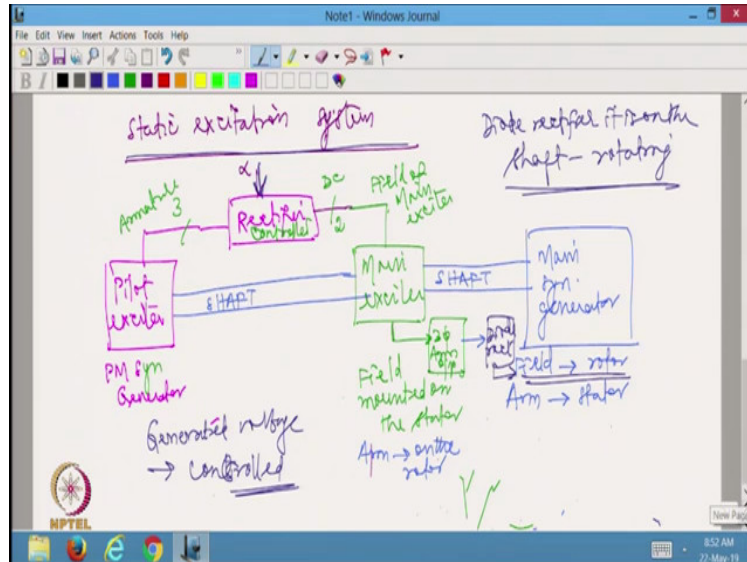 Note1 - Windows Journal
File Edit View Insert Actions Tools Help
B I
Static excitation system
Diode rectifier it is on the
shaft - rotating
Armature
3
α
DC
2
Field of
Main
exciter
Rectifier
Controlled
Pilot
exciter
SHAFT
Main
exciter
SHAFT
Main
syn.
generator
PM Syn
Generator
3φ
Arm
o/p
Diode
rect
Field → rotor
Arm → Stator
Field
mounted on
the stator
Arm → on the
rotor
Generated voltage
→ controlled
NPTEL
New Page
8:52 AM
22-May-19